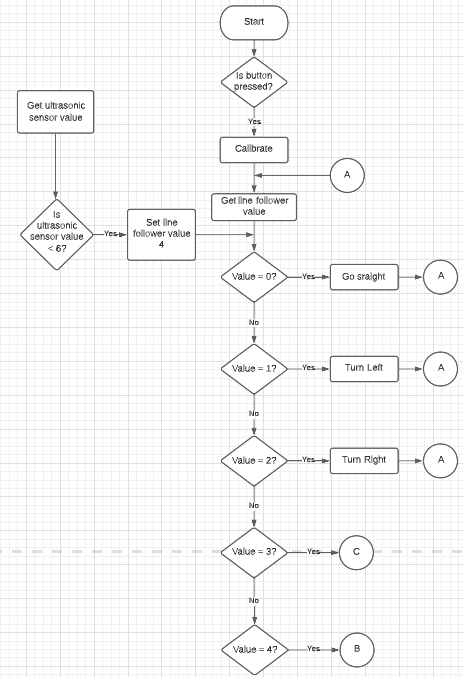 Start
Is button
pressed?
Yes
Get ultrasonic
sensor value
Calibrate
A
Get line follower
value
Is
ultrasonic
sensor value
< 6?
Yes
Set line
follower value
4
Value = 0?
Yes
Go sraight
A
No
Value = 1?
Yes
Turn Left
A
No
Value = 2?
Yes
Turn Right
A
No
Value = 3?
Yes
C
No
Value = 4?
Yes
B